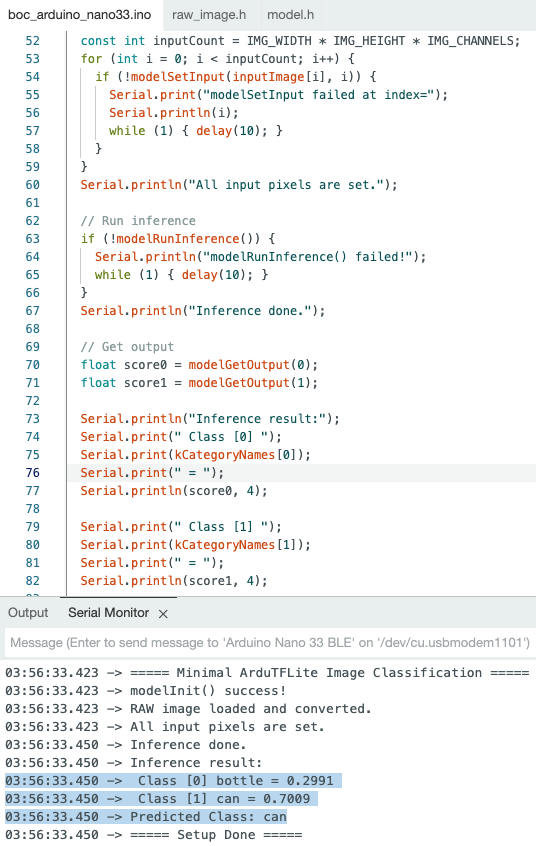 boc_arduino_nano33.ino raw_image.h model.h
52 const int inputCount = IMG_WIDTH * IMG_HEIGHT * IMG_CHANNELS;
53 for (int i = 0; i < inputCount; i++) {
54 if (!modelSetInput(inputImage[i], i)) {
55 Serial.print("modelSetInput failed at index=");
56 Serial.println(i);
57 while (1) { delay(10); }
58 }
59 }
60 Serial.println("All input pixels are set.");
61
62 // Run inference
63 if (!modelRunInference()) {
64 Serial.println("modelRunInference() failed!");
65 while (1) { delay(10); }
66 }
67 Serial.println("Inference done.");
68
69 // Get output
70 float score0 = modelGetOutput(0);
71 float score1 = modelGetOutput(1);
72
73 Serial.println("Inference result:");
74 Serial.print(" Class [0] ");
75 Serial.print(kCategoryNames[0]);
76 Serial.print(" = ");
77 Serial.println(score0, 4);
78
79 Serial.print(" Class [1] ");
80 Serial.print(kCategoryNames[1]);
81 Serial.print(" = ");
82 Serial.println(score1, 4);
Output Serial Monitor ×
Message (Enter to send message to 'Arduino Nano 33 BLE' on '/dev/cu.usbmodem1101')
03:56:33.423 -> ===== Minimal ArduTFLite Image Classification =====
03:56:33.423 -> modelInit() success!
03:56:33.423 -> RAW image loaded and converted.
03:56:33.423 -> All input pixels are set.
03:56:33.450 -> Inference done.
03:56:33.450 -> Inference result:
03:56:33.450 -> Class [0] bottle = 0.2991
03:56:33.450 -> Class [1] can = 0.7009
03:56:33.450 -> Predicted Class: can
03:56:33.450 -> ===== Setup Done =====